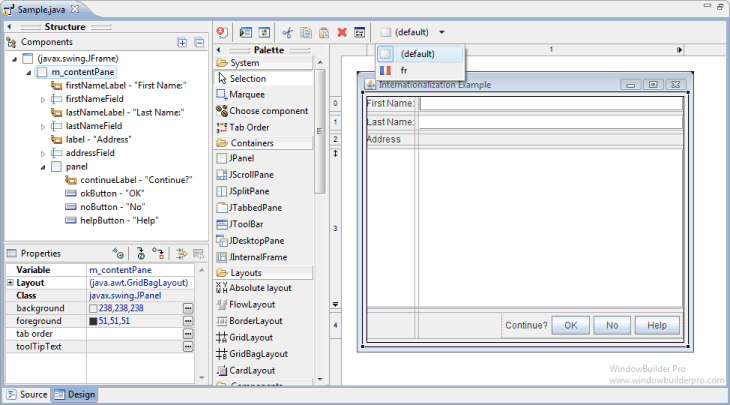 Sample.java
Structure
Components
(javax.swing.JFrame)
m_contentPane
firstNameLabel - "First Name:"
firstNameField
lastNameLabel - "Last Name:"
lastNameField
label - "Address"
addressField
panel
continueLabel - "Continue?"
okButton - "OK"
noButton - "No"
helpButton - "Help"
Properties
Variable m_contentPane
Layout (java.awt.GridBagLayout)
Class javax.swing.JPanel
background 238,238,238
foreground 51,51,51
tab order
toolTipText
Palette
System
Selection
Marquee
Choose component
Tab Order
Containers
JPanel
JScrollPane
JSplitPane
JTabbedPane
JToolBar
JDesktopPane
JInternalFrame
Layouts
Absolute layout
FlowLayout
BorderLayout
GridLayout
GridBagLayout
CardLayout
Components
(default)
(default)
fr
1
Internationalization Example
0
First Name:
1
Last Name:
2
Address
3
4
Continue? OK No Help
WindowBuilder Pro
www.windowbuilderpro.com
Source Design